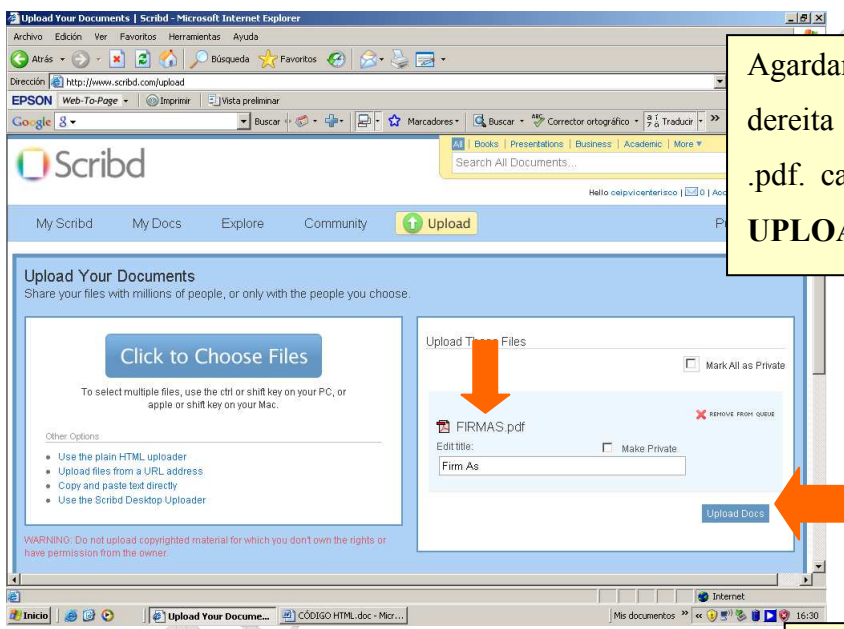 Upload Your Documents | Scribd - Microsoft Internet Explorer
Archivo Edición Ver Favoritos Herramientas Ayuda
Atrás Búsqueda Favoritos
Dirección http://www.scribd.com/upload
EPSON Web-To-Page Imprimir Vista preliminar
Google Buscar Marcadores Buscar Corrector ortográfico Traducir »
All | Books | Presentations | Business | Academic | More
Scribd
Search All Documents...
Hello ceipvicenterisco | 0 |
My Scribd My Docs Explore Community Upload
Agardar
dereita
.pdf. ca
UPLOA
Upload Your Documents
Share your files with millions of people, or only with the people you choose.
Click to Choose Files
To select multiple files, use the ctrl or shift key on your PC, or
apple or shift key on your Mac.
Other Options
Use the plain HTML uploader
Upload files from a URL address
Copy and paste text directly
Use the Scribd Desktop Uploader
WARNING: Do not upload copyrighted material for which you don't own the rights or
have permission from the owner.
Upload Files
Mark All as Private
REMOVE FROM QUEUE
FIRMAS.pdf
Edit title: Make Private
Firm As
Upload Docs
Internet
Inicio Upload Your Docume... CÓDIGO HTML.doc - Micr... Mis documentos » « 16:30